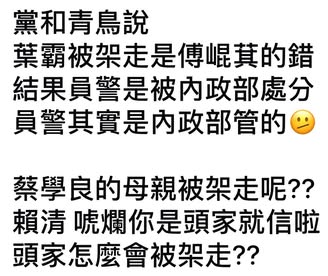 黨和青鳥說
葉霸被架走是傅崐萁的錯
結果員警是被內政部處分
員警其實是內政部管的🫤

蔡學良的母親被架走呢??
賴清 唬爛你是頭家就信啦
頭家怎麼會被架走??